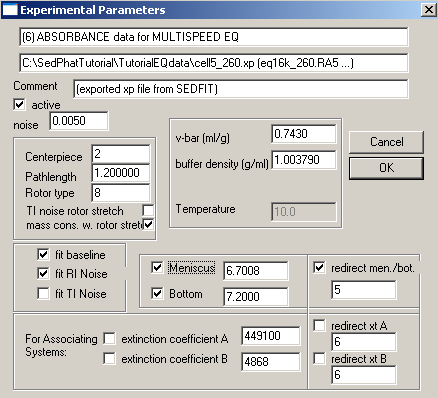 Experimental Parameters
(6) ABSORBANCE data for MULTISPEED EQ
C:\SedPhatTutorial\TutorialEQdata\cell5_260.xp (eq16k_260.RA5 ...)
Comment (exported xp file from SEDFIT)
active
noise 0.0050
Centerpiece 2
Pathlength 1.200000
Rotor type 8
TI noise rotor stretch
mass cons. w. rotor stretc
v-bar (ml/g) 0.7430
buffer density (g/ml) 1.003790
Temperature 10.0
Cancel
OK
fit baseline
fit RI Noise
fit TI Noise
Meniscus 6.7008
Bottom 7.2000
redirect men./bot.
5
For Associating
Systems:
extinction coefficient A 449100
extinction coefficient B 4868
redirect xt A
6
redirect xt B
6